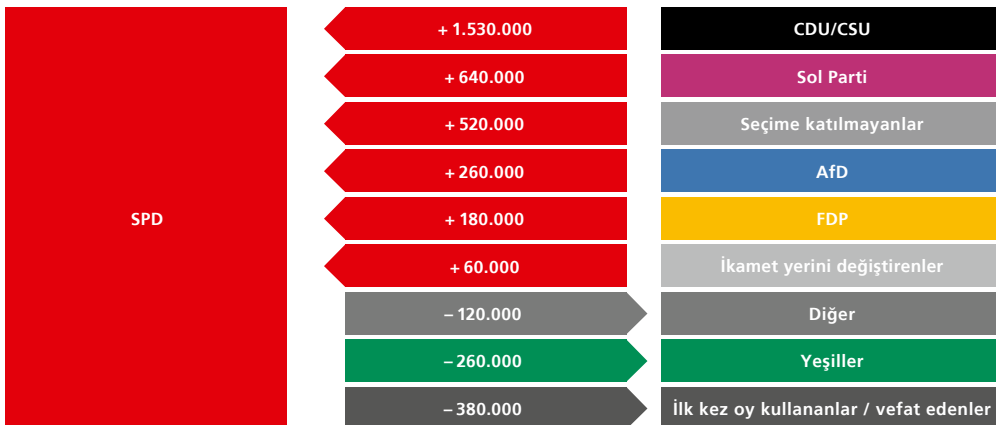 SPD
+ 1.530.000 CDU/CSU
+ 640.000 Sol Parti
+ 520.000 Seçime katılmayanlar
+ 260.000 AfD
+ 180.000 FDP
+ 60.000 İkamet yerini değiştirenler
– 120.000 Diğer
– 260.000 Yeşiller
– 380.000 İlk kez oy kullananlar / vefat edenler